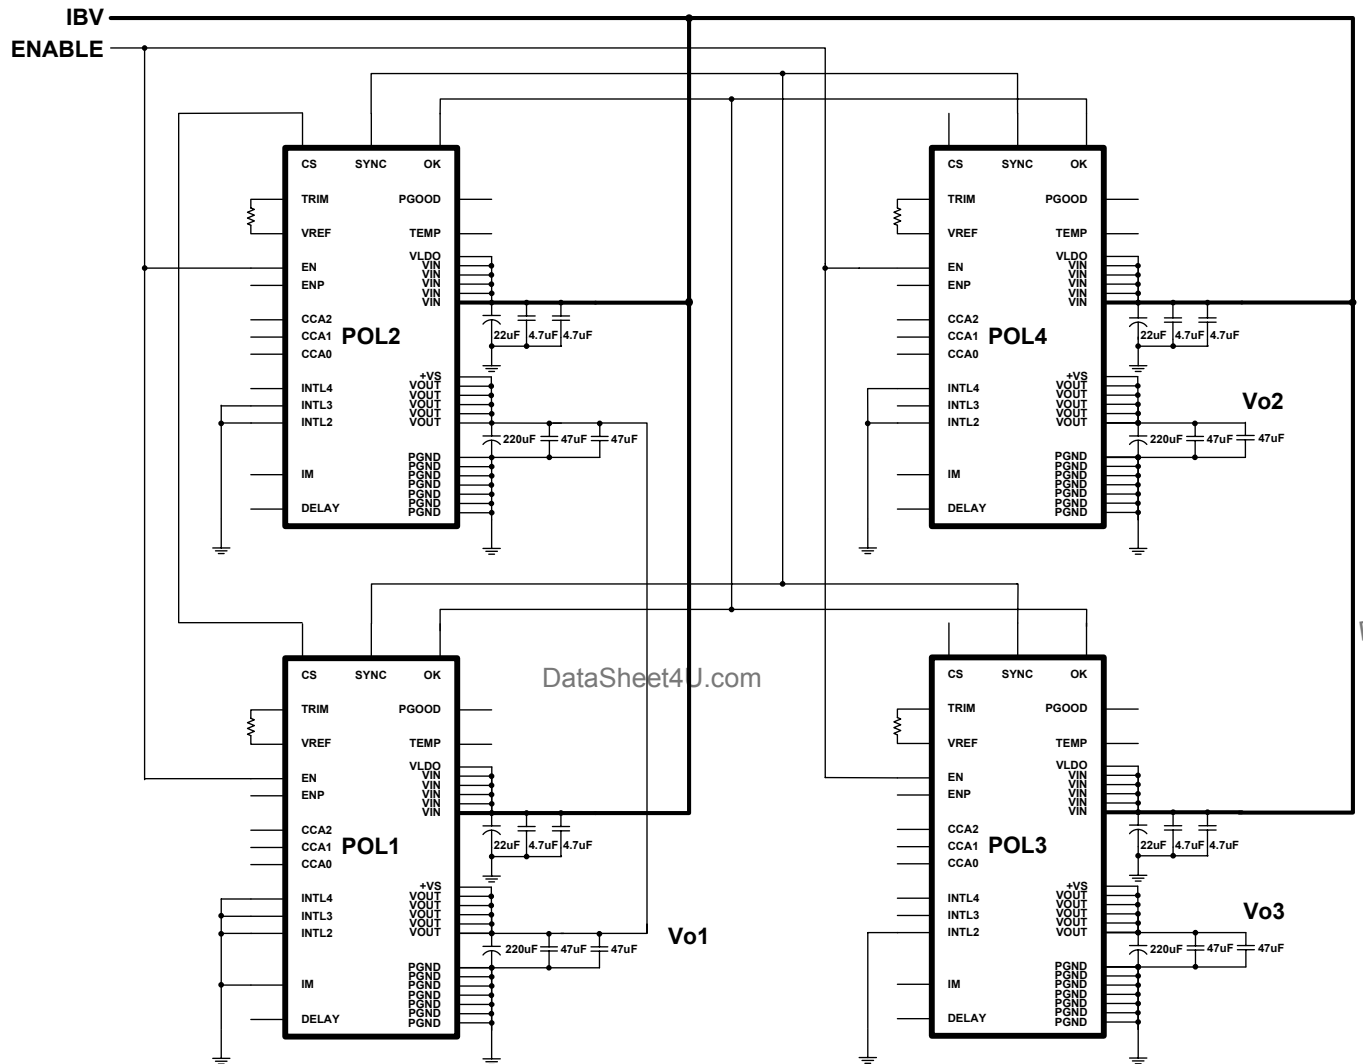 IBV
ENABLE
CS SYNC OK
TRIM PGOOD
VREF TEMP
VLDO
VIN
EN VIN
VIN
ENP VIN
VIN
CCA2
CCA1 POL2
CCA0
22uF 4.7uF 4.7uF
+VS
INTL4 VOUT
VOUT
INTL3 VOUT
VOUT
INTL2 VOUT
220uF 47uF 47uF
PGND
PGND
IM PGND
PGND
PGND
PGND
DELAY PGND
CS SYNC OK
TRIM PGOOD
VREF TEMP
VLDO
VIN
EN VIN
VIN
ENP VIN
VIN
CCA2
CCA1 POL4
CCA0
22uF 4.7uF 4.7uF
+VS
INTL4 VOUT
VOUT
INTL3 VOUT
VOUT
INTL2 VOUT
Vo2
220uF 47uF 47uF
PGND
PGND
IM PGND
PGND
PGND
PGND
DELAY PGND
DataSheet4U.com
CS SYNC OK
TRIM PGOOD
VREF TEMP
VLDO
VIN
EN VIN
VIN
ENP VIN
VIN
CCA2
CCA1 POL1
CCA0
22uF 4.7uF 4.7uF
+VS
INTL4 VOUT
VOUT
INTL3 VOUT
VOUT
INTL2 VOUT
Vo1
220uF 47uF 47uF
PGND
PGND
IM PGND
PGND
PGND
PGND
DELAY PGND
CS SYNC OK
TRIM PGOOD
VREF TEMP
VLDO
VIN
EN VIN
VIN
ENP VIN
VIN
CCA2
CCA1 POL3
CCA0
22uF 4.7uF 4.7uF
+VS
INTL4 VOUT
VOUT
INTL3 VOUT
VOUT
INTL2 VOUT
Vo3
220uF 47uF 47uF
PGND
PGND
IM PGND
PGND
PGND
PGND
DELAY PGND